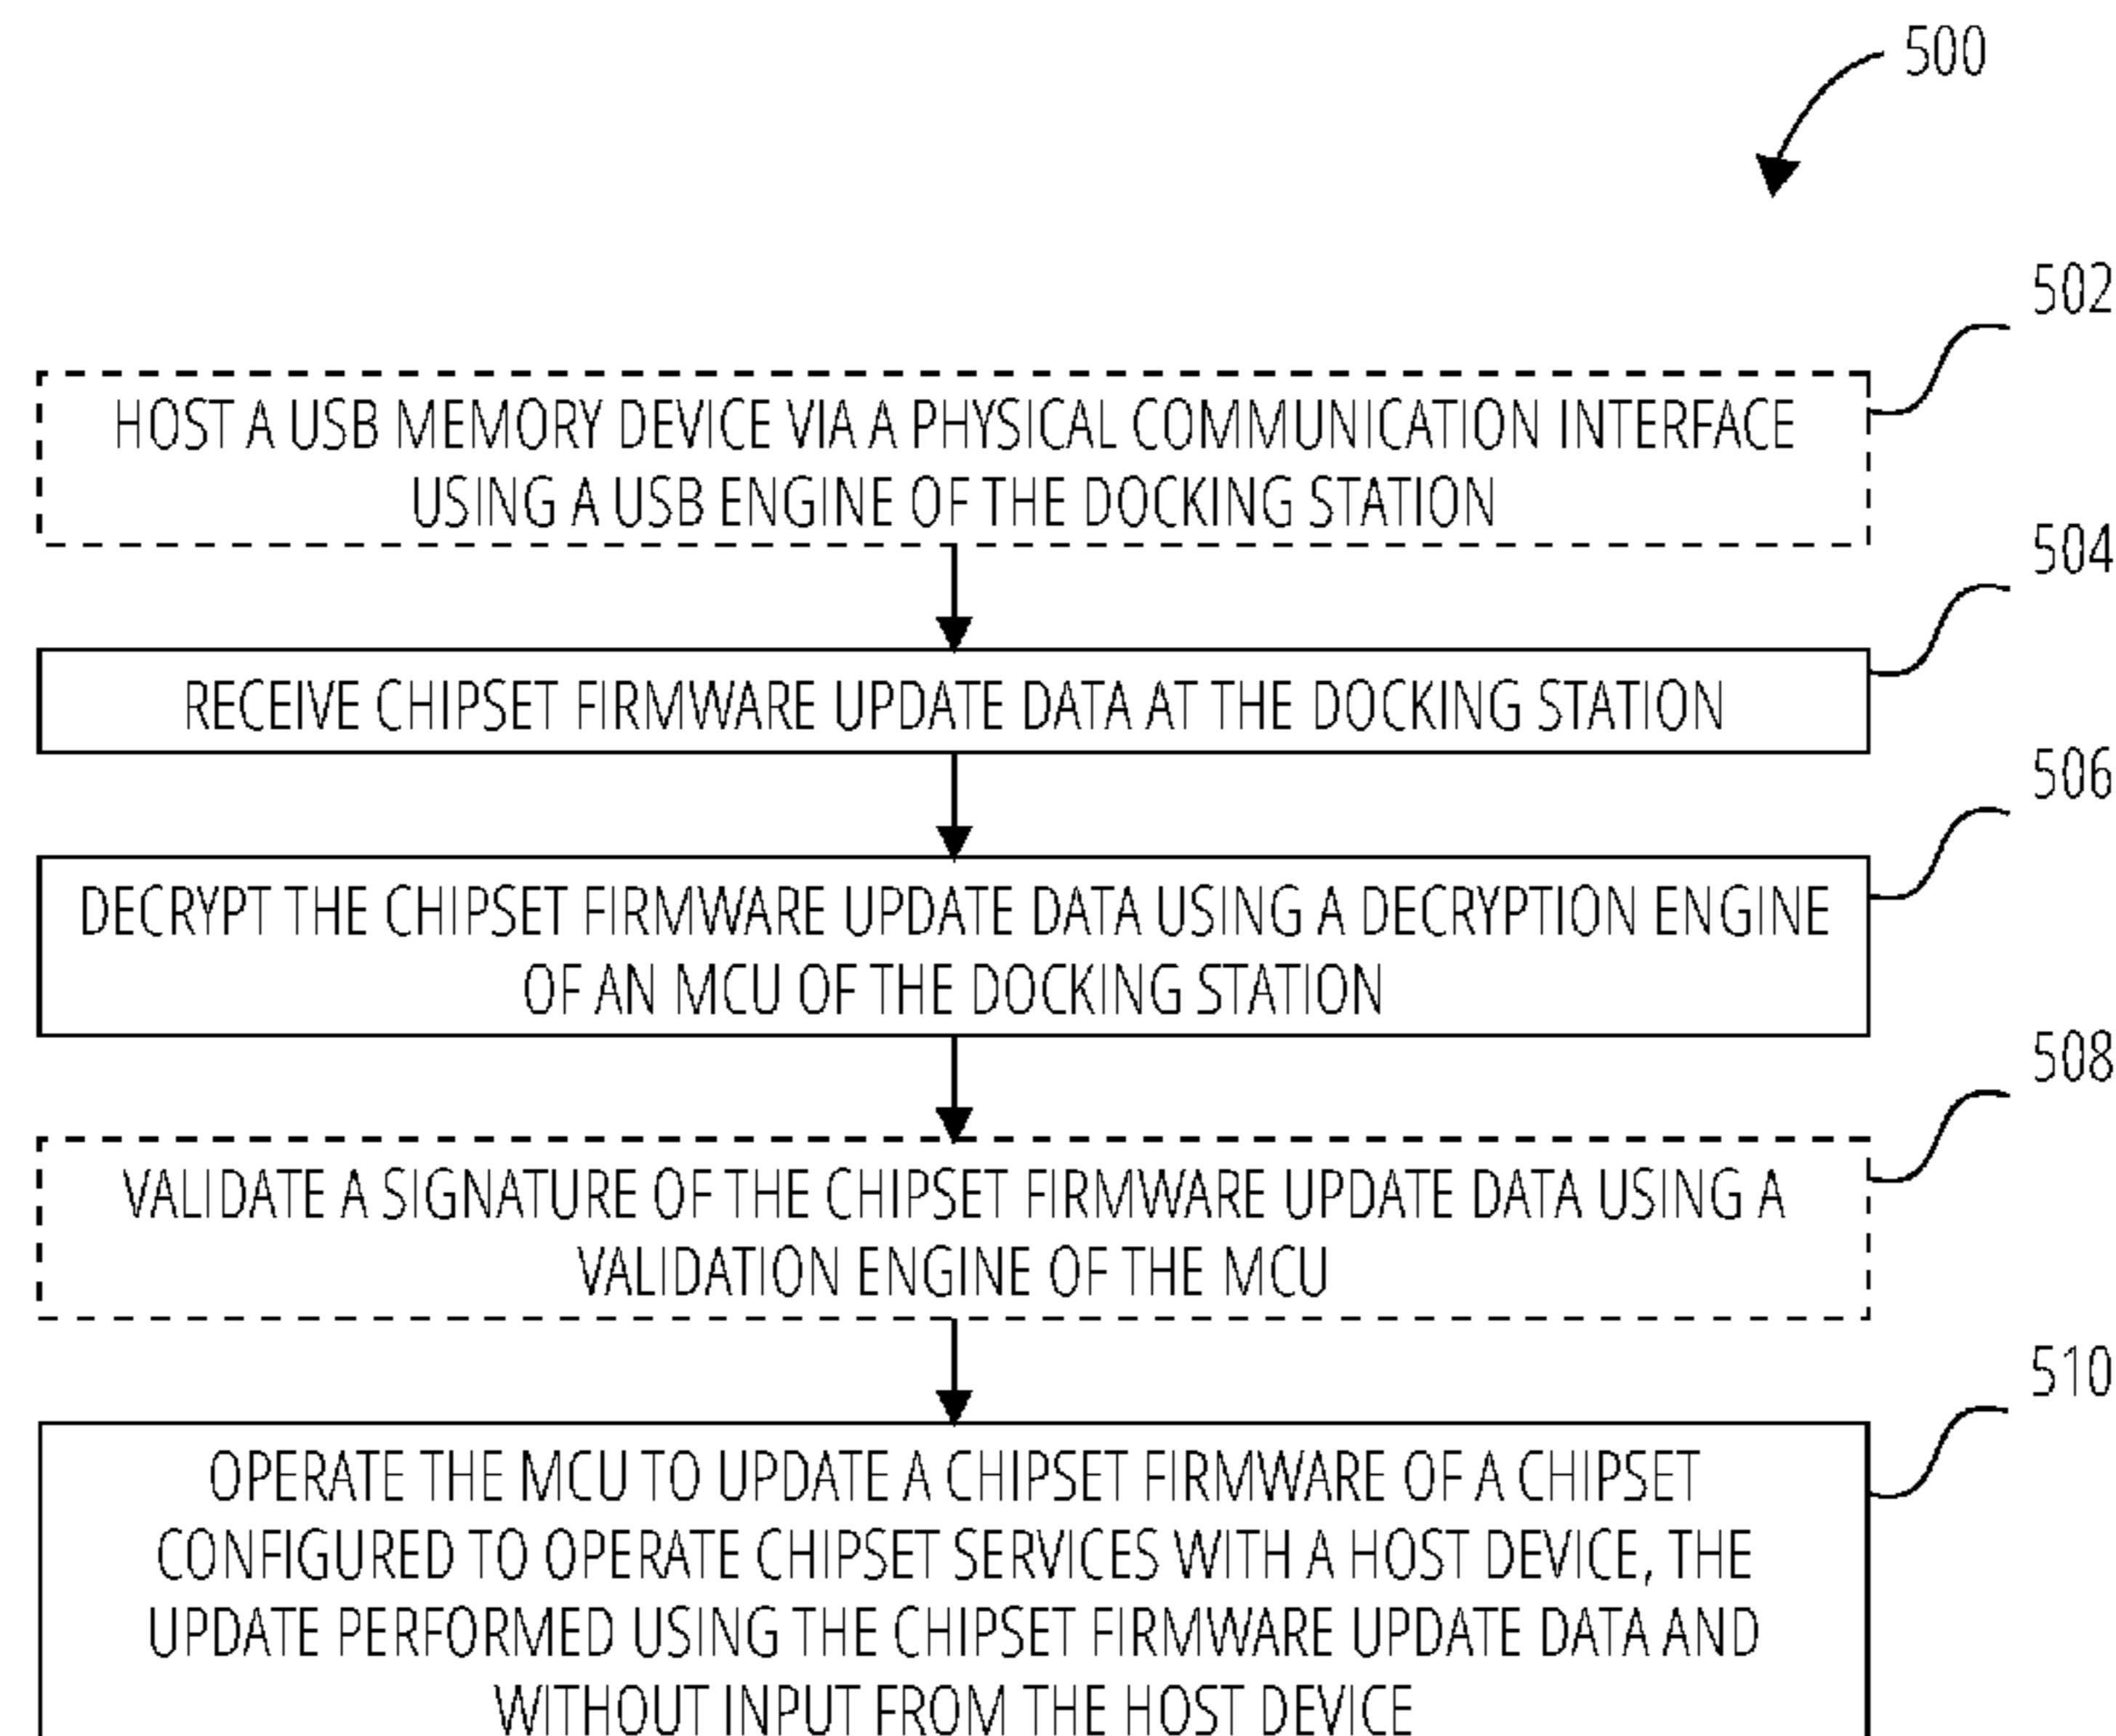 500
502
HOST A USB MEMORY DEVICE VIA A PHYSICAL COMMUNICATION INTERFACE
USING A USB ENGINE OF THE DOCKING STATION
504
RECEIVE CHIPSET FIRMWARE UPDATE DATA AT THE DOCKING STATION
506
DECRYPT THE CHIPSET FIRMWARE UPDATE DATA USING A DECRYPTION ENGINE
OF AN MCU OF THE DOCKING STATION
508
VALIDATE A SIGNATURE OF THE CHIPSET FIRMWARE UPDATE DATA USING A
VALIDATION ENGINE OF THE MCU
510
OPERATE THE MCU TO UPDATE A CHIPSET FIRMWARE OF A CHIPSET
CONFIGURED TO OPERATE CHIPSET SERVICES WITH A HOST DEVICE, THE
UPDATE PERFORMED USING THE CHIPSET FIRMWARE UPDATE DATA AND
WITHOUT INPUT FROM THE HOST DEVICE